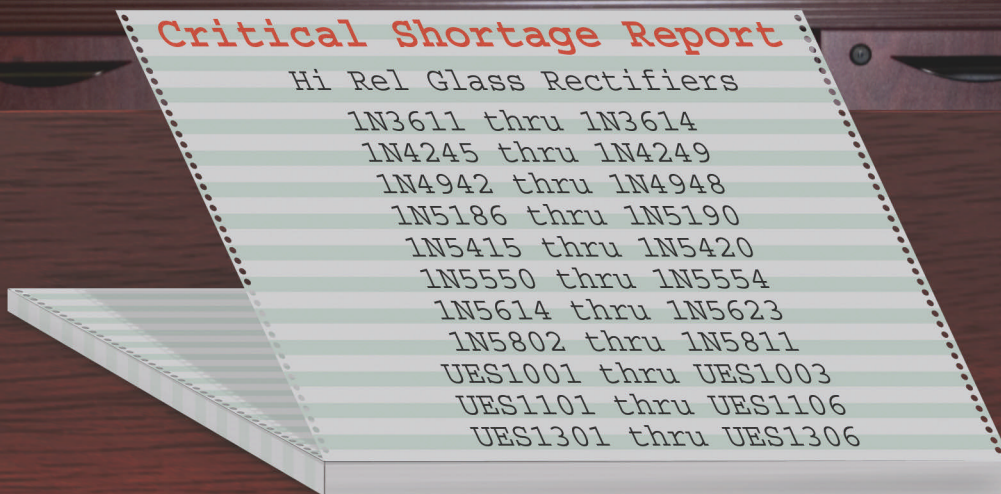 Critical Shortage Report
Hi Rel Glass Rectifiers
1N3611 thru 1N3614
1N4245 thru 1N4249
1N4942 thru 1N4948
1N5186 thru 1N5190
1N5415 thru 1N5420
1N5550 thru 1N5554
1N5614 thru 1N5623
1N5802 thru 1N5811
UES1001 thru UES1003
UES1101 thru UES1106
UES1301 thru UES1306